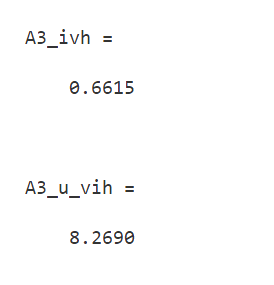 A3_ivh =
0.6615
A3_u_vih =
8.2690